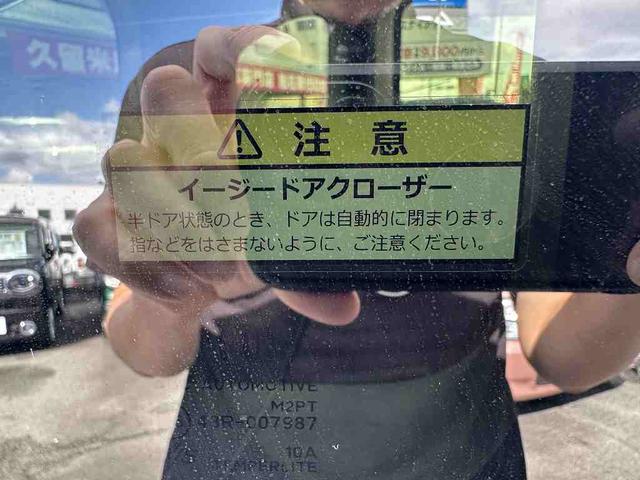 久留米
⚠ 注意
イージードアクローザー
半ドア状態のとき、ドアは自動的に閉まります。
指などをはさまないように、ご注意ください。
AUTOMOTIVE
M2PT
43R-007987
10A
TEMPERLITE